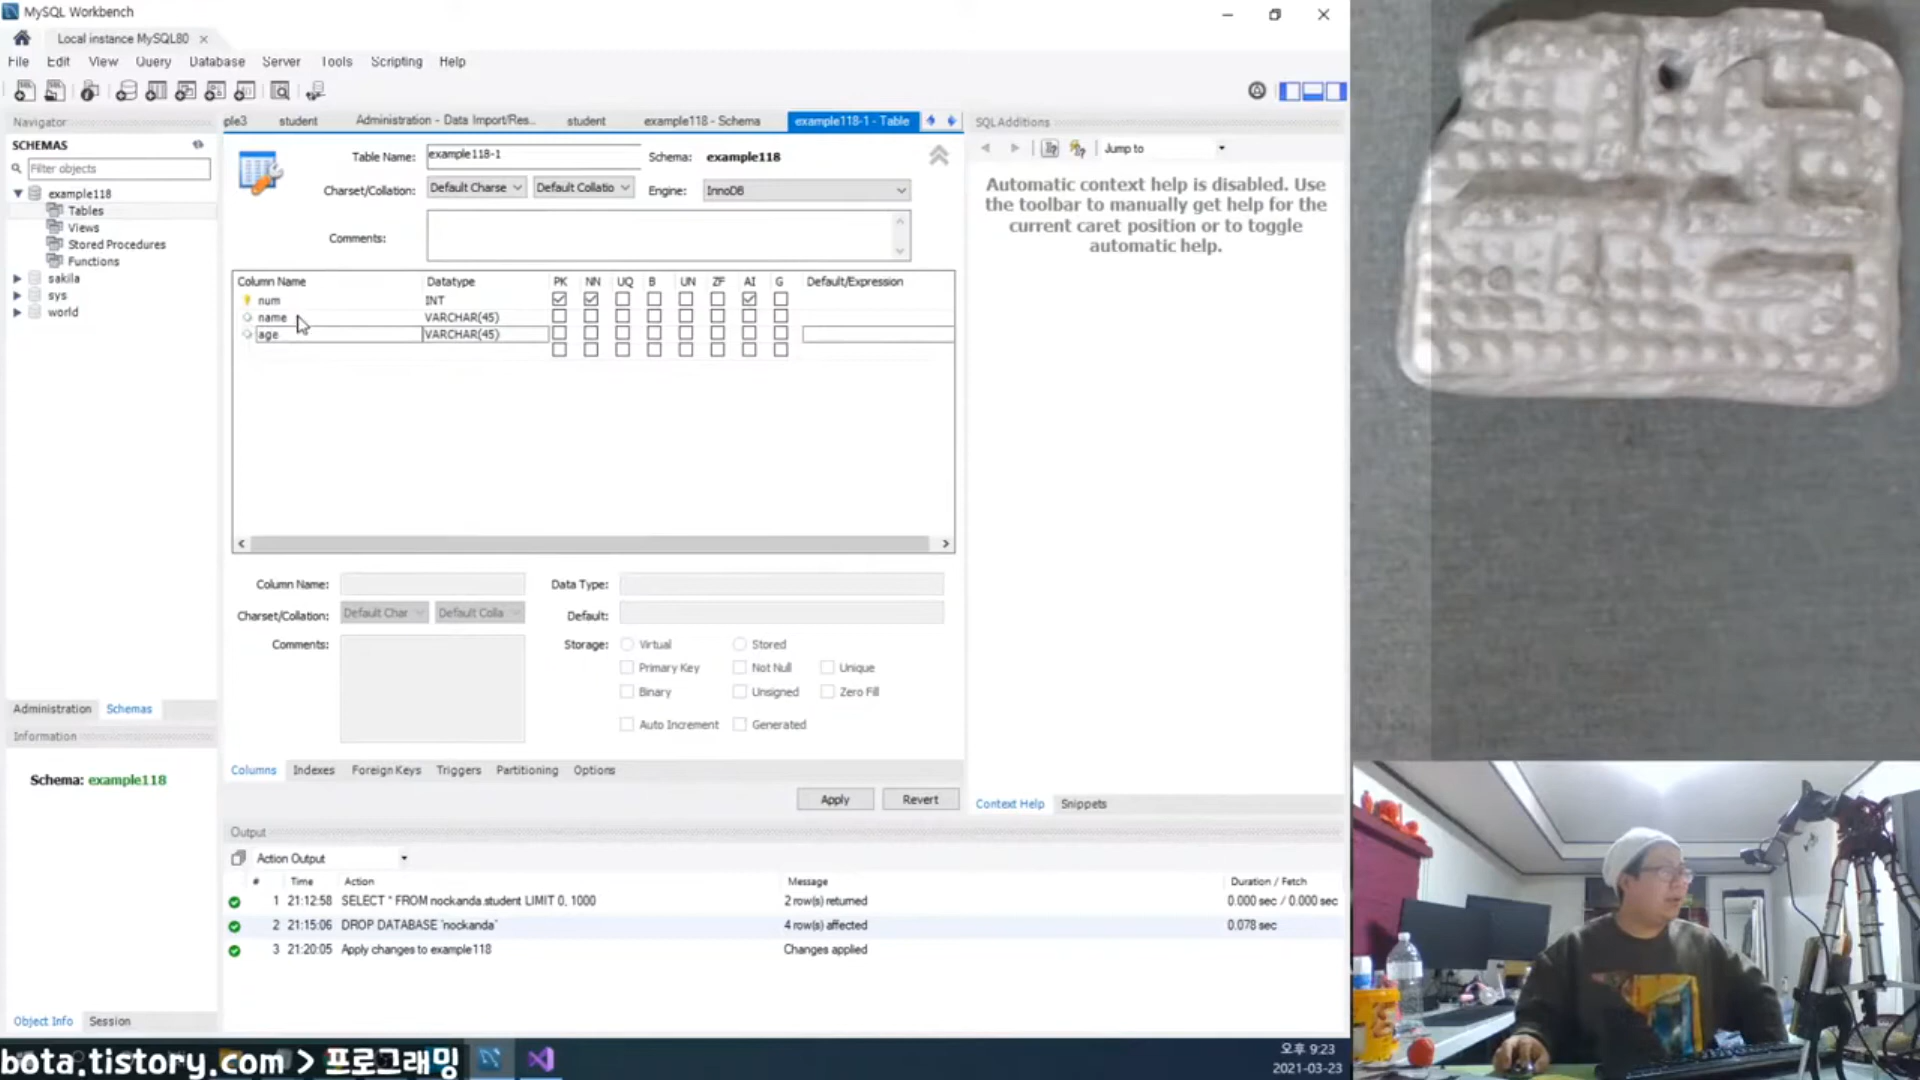 MySQL Workbench
Local instance MySQL80
File Edit View Query Database Server Tools Scripting Help
Navigator
SCHEMAS
Filter objects
example118
Tables
Views
Stored Procedures
Functions
sakila
sys
world
Administration Schemas
Information
Schema: example118
Object Info Session
ple3 student Administration - Data Import/Res... student example118 - Schema example118-1 - Table
Table Name: example118-1 Schema: example118
Charset/Collation: Default Charse Default Collatio Engine: InnoDB
Comments:
Column Name Datatype PK NN UQ B UN ZF AI G Default/Expression
num INT
name VARCHAR(45)
age VARCHAR(45)
Column Name: Data Type:
Charset/Collation: Default Char Default Colla Default:
Comments: Storage: Virtual Stored
Primary Key Not Null Unique
Binary Unsigned Zero Fill
Auto Increment Generated
Columns Indexes Foreign Keys Triggers Partitioning Options
Apply Revert
SQLAdditions
Jump to
Automatic context help is disabled. Use
the toolbar to manually get help for the
current caret position or to toggle
automatic help.
Context Help Snippets
Output
Action Output
# Time Action Message Duration / Fetch
1 21:12:58 SELECT * FROM nockanda.student LIMIT 0, 1000 2 row(s) returned 0.000 sec / 0.000 sec
2 21:15:06 DROP DATABASE `nockanda` 4 row(s) affected 0.078 sec
3 21:20:05 Apply changes to example118 Changes applied
bota.tistory.com > 프로그래밍
오후 9:23
2021-03-23